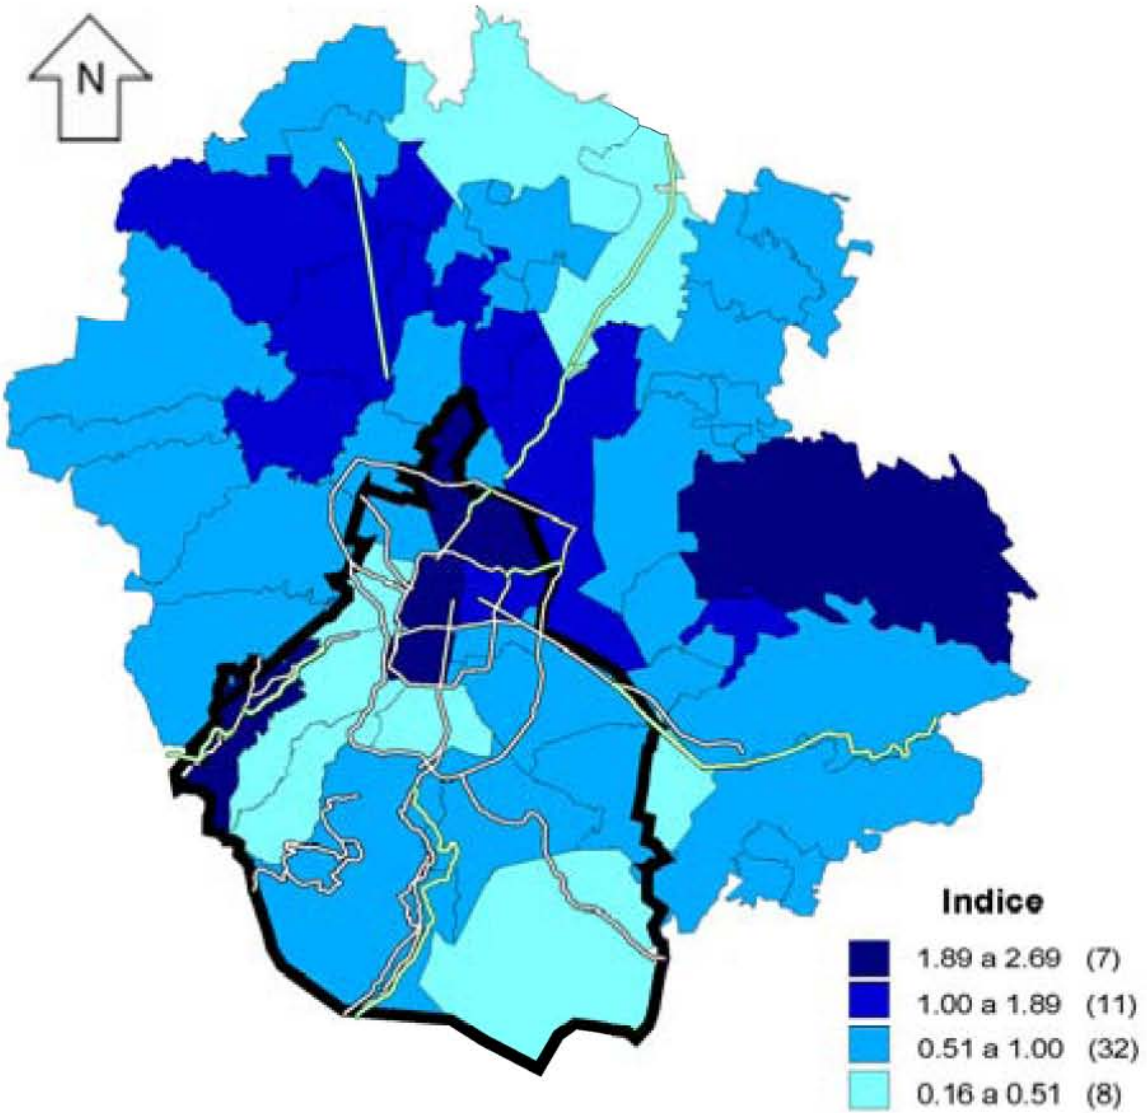 N
Indice
1.89 a 2.69 (7)
1.00 a 1.89 (11)
0.51 a 1.00 (32)
0.16 a 0.51 (8)